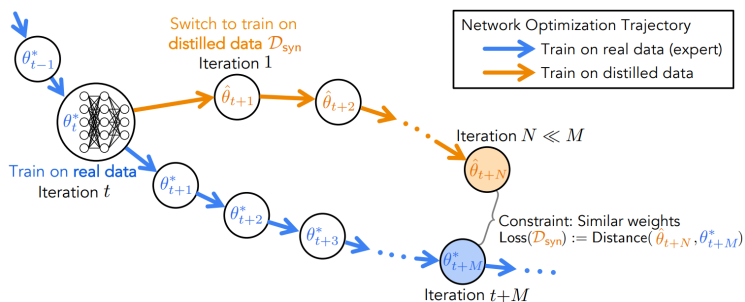 Network Optimization Trajectory
Train on real data (expert)
Train on distilled data
Switch to train on
distilled data 𝒟syn
Iteration 1
θ*t−1
θ*t
θ̂t+1
θ̂t+2
Iteration N ≪ M
θ̂t+N
Train on real data
Iteration t
θ*t+1
θ*t+2
θ*t+3
θ*t+M
Constraint: Similar weights
Loss(𝒟syn) := Distance(θ̂t+N, θ*t+M)
Iteration t+M